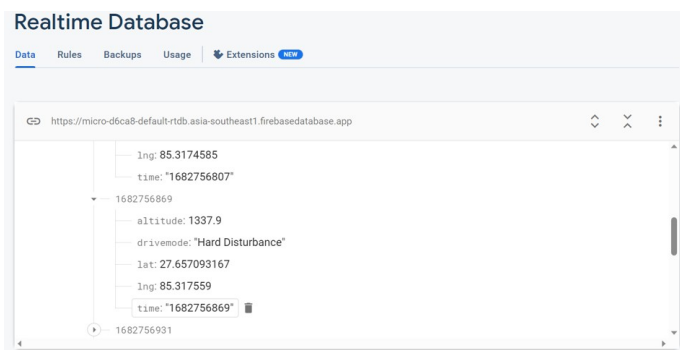 Realtime Database
Data Rules Backups Usage Extensions NEW
https://micro-d6ca8-default-rtdb.asia-southeast1.firebasedatabase.app
lng: 85.3174585
time: "1682756807"
1682756869
altitude: 1337.9
drivemode: "Hard Disturbance"
lat: 27.657093167
lng: 85.317559
time: "1682756869"
1682756931